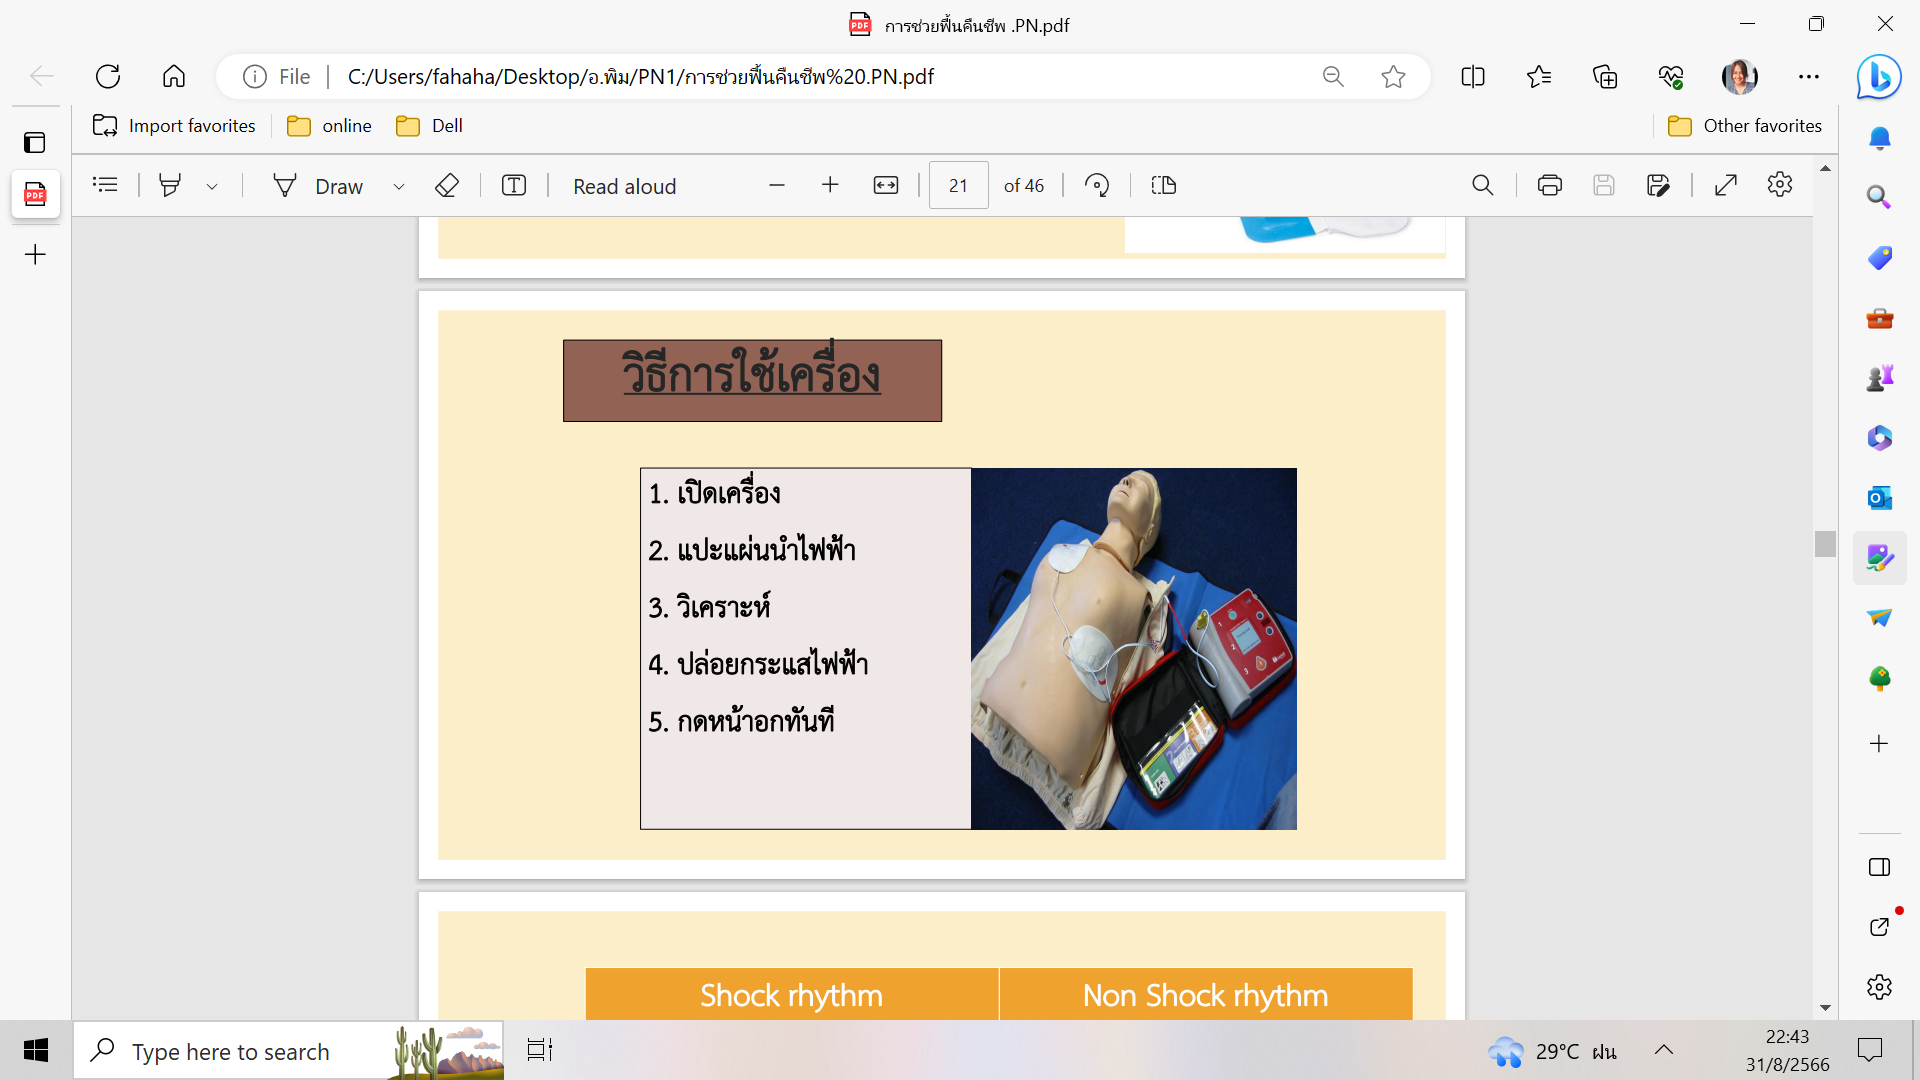 การช่วยฟื้นคืนชีพ .PN.pdf
File
C:/Users/fahaha/Desktop/อ.พิม/PN1/การช่วยฟื้นคืนชีพ%20.PN.pdf
Import favorites
online
Dell
Other favorites
Draw
Read aloud
21
of 46
วิธีการใช้เครื่อง
1. เปิดเครื่อง
2. แปะแผ่นนำไฟฟ้า
3. วิเคราะห์
4. ปล่อยกระแสไฟฟ้า
5. กดหน้าอกทันที
Shock rhythm
Non Shock rhythm
Type here to search
29°C ฝน
22:43
31/8/2566